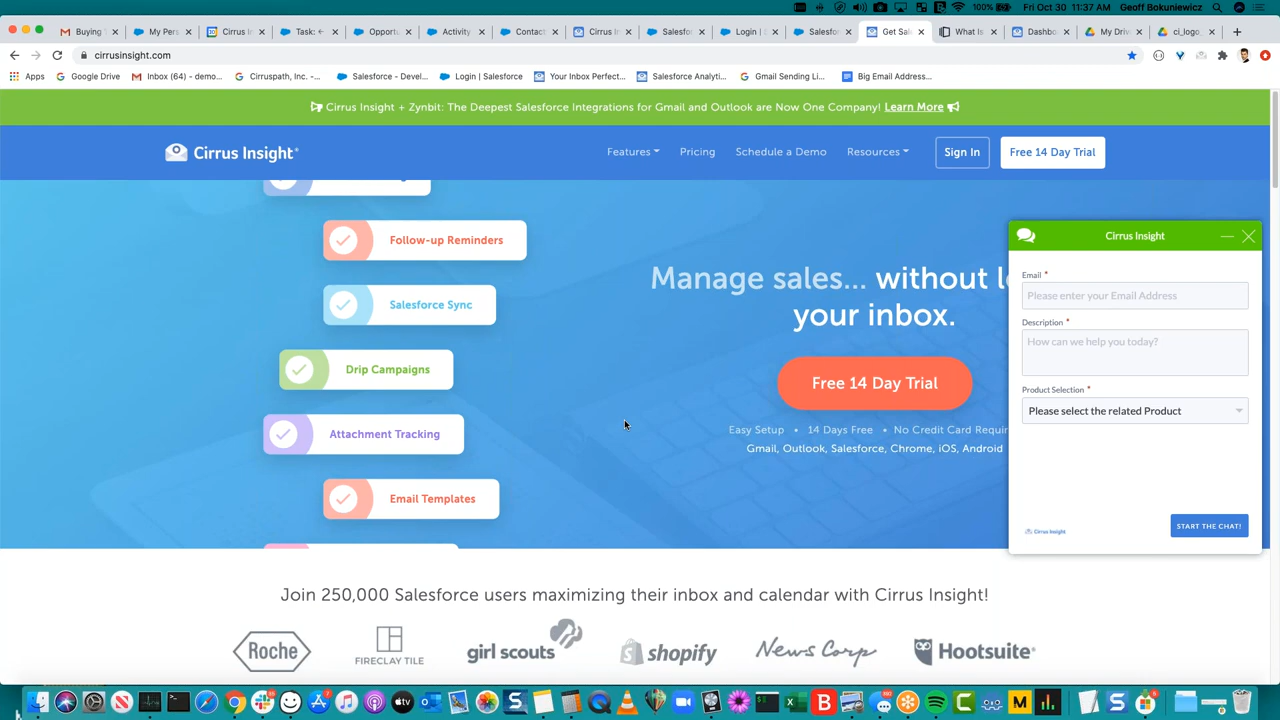 100%
Fri Oct 30 11:37 AM
Geoff Bokuniewicz
Buying
My Pers
Cirrus In
Task: ←
Opportu
Activity
Contact
Cirrus In
Salesfor
Login |
Salesfor
Get Sale
What Is
Dashbo
My Driv
ci_logo_
cirrusinsight.com
Apps
Google Drive
Inbox (64) - demo...
Cirruspath, Inc. -...
Salesforce - Devel...
Login | Salesforce
Your Inbox Perfect...
Salesforce Analyti...
Gmail Sending Li...
Big Email Address...
Cirrus Insight + Zynbit: The Deepest Salesforce Integrations for Gmail and Outlook are Now One Company! Learn More
Cirrus Insight
Features
Pricing
Schedule a Demo
Resources
Sign In
Free 14 Day Trial
Follow-up Reminders
Salesforce Sync
Drip Campaigns
Attachment Tracking
Email Templates
Manage sales... without
your inbox.
Free 14 Day Trial
Easy Setup • 14 Days Free • No Credit Card Requir
Gmail, Outlook, Salesforce, Chrome, iOS, Android
Cirrus Insight
Email *
Please enter your Email Address
Description *
How can we help you today?
Product Selection *
Please select the related Product
Cirrus Insight
START THE CHAT!
Join 250,000 Salesforce users maximizing their inbox and calendar with Cirrus Insight!
Roche
FIRECLAY TILE
girl scouts
shopify
News Corp
Hootsuite